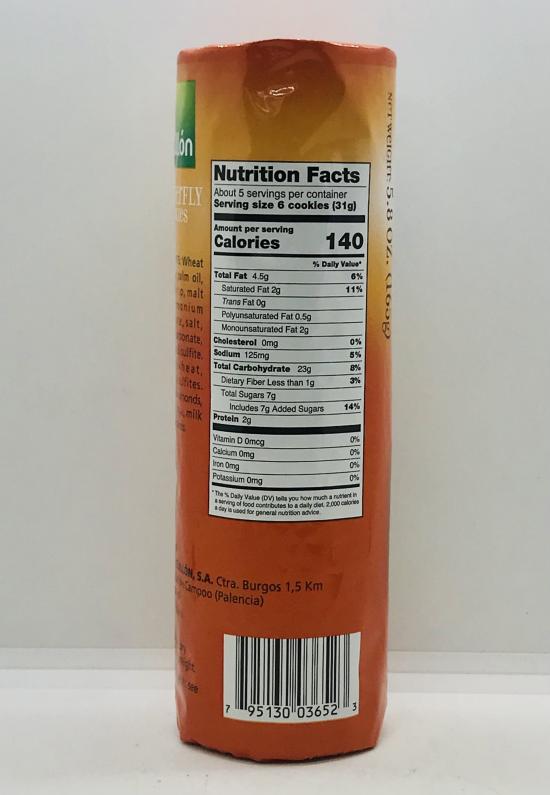 Nutrition Facts
About 5 servings per container
Serving size 6 cookies (31g)
Amount per serving
Calories 140
% Daily Value*
Total Fat 4.5g 6%
Saturated Fat 2g 11%
Trans Fat 0g
Polyunsaturated Fat 0.5g
Monounsaturated Fat 2g
Cholesterol 0mg 0%
Sodium 125mg 5%
Total Carbohydrate 23g 8%
Dietary Fiber Less than 1g 3%
Total Sugars 7g
Includes 7g Added Sugars 14%
Protein 2g
Vitamin D 0mcg 0%
Calcium 0mg 0%
Iron 0mg 0%
Potassium 0mg 0%
* The % Daily Value (DV) tells you how much a nutrient in
a serving of food contributes to a daily diet. 2,000 calories
a day is used for general nutrition advice.
NET WEIGHT: 5.8 OZ. (165g)
Wheat
oil,
malt
salt,
milk
S.A. Ctra. Burgos 1,5 Km
Campoo (Palencia)
see
7 95130 03652 3